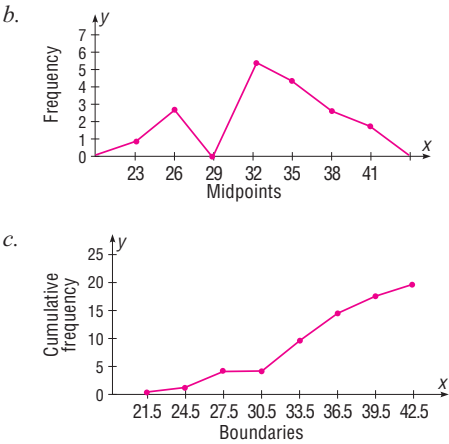 b.
y
Frequency
7
6
5
4
3
2
1
0
x
23 26 29 32 35 38 41
Midpoints
c.
y
Cumulative
frequency
25
20
15
10
5
0
x
21.5 24.5 27.5 30.5 33.5 36.5 39.5 42.5
Boundaries